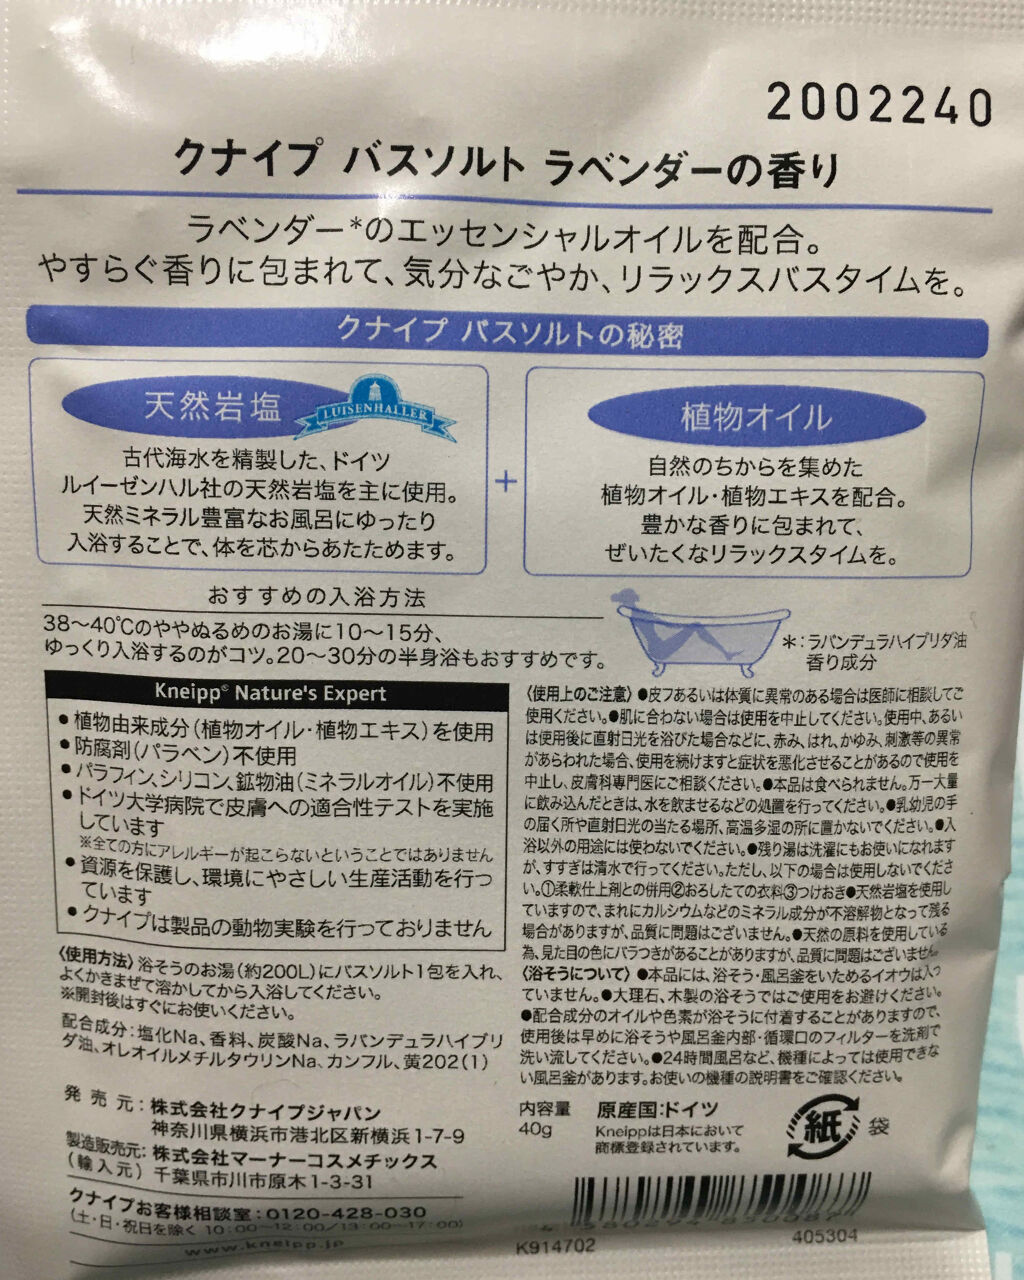 2002240
クナイプ バスソルト ラベンダーの香り
ラベンダー*のエッセンシャルオイルを配合。
やすらぐ香りに包まれて、気分なごやか、リラックスバスタイムを。
クナイプ バスソルトの秘密
天然岩塩
LUISENHALLER
古代海水を精製した、ドイツ
ルイーゼンハル社の天然岩塩を主に使用。
天然ミネラル豊富なお風呂にゆったり
入浴することで、体を芯からあたためます。
+
植物オイル
自然のちからを集めた
植物オイル・植物エキスを配合。
豊かな香りに包まれて、
ぜいたくなリラックスタイムを。
おすすめの入浴方法
38〜40℃のややぬるめのお湯に10〜15分、
ゆっくり入浴するのがコツ。20〜30分の半身浴もおすすめです。
*：ラバンデュラハイブリダ油
香り成分
Kneipp® Nature's Expert
●植物由来成分(植物オイル・植物エキス)を使用
●防腐剤(パラベン)不使用
●パラフィン、シリコン、鉱物油(ミネラルオイル)不使用
●ドイツ大学病院で皮膚への適合性テストを実施
しています
※全ての方にアレルギーが起こらないということではありません
●資源を保護し、環境にやさしい生産活動を行っ
ています
●クナイプは製品の動物実験を行っておりません
〈使用方法〉浴そうのお湯(約200L)にバスソルト1包を入れ、
よくかきまぜて溶かしてから入浴してください。
※開封後はすぐにお使いください。
配合成分：塩化Na、香料、炭酸Na、ラバンデュラハイブリ
ダ油、オレオイルメチルタウリンNa、カンフル、黄202(1)
発売元：株式会社クナイプジャパン
神奈川県横浜市港北区新横浜1-7-9
製造販売元：株式会社マーナーコスメチックス
(輸入元) 千葉県市川市原木1-3-31
クナイプお客様相談室：0120-428-030
(土・日・祝日を除く 10：00〜12：00/13：00〜17：00)
www.kneipp.jp
〈使用上のご注意〉●皮フあるいは体質に異常のある場合は医師に相談してご
使用ください。●肌に合わない場合は使用を中止してください。使用中、あるい
は使用後に直射日光を浴びた場合などに、赤み、はれ、かゆみ、刺激等の異常
があらわれた場合、使用を続けますと症状を悪化させることがあるので使用を
中止し、皮膚科専門医にご相談ください。●本品は食べられません。万一大量
に飲み込んだときは、水を飲ませるなどの処置を行ってください。●乳幼児の手
の届く所や直射日光の当たる場所、高温多湿の所に置かないでください。●入
浴以外の用途には使わないでください。●残り湯は洗濯にもお使いになれます
が、すすぎは清水で行ってください。ただし、以下の場合は使用しないでくださ
い。①柔軟仕上剤との併用②おろしたての衣料③つけおき●天然岩塩を使用し
ていますので、まれにカルシウムなどのミネラル成分が不溶解物となって残る
場合がありますが、品質に問題はございません。●天然の原料を使用している
為、見た目の色にバラつきがあることがありますが、品質に問題はございません。
〈浴そうについて〉●本品には、浴そう・風呂釜をいためるイオウは入っ
ていません。●大理石、木製の浴そうではご使用をお避けください。
●配合成分のオイルや色素が浴そうに付着することがありますので、
使用後は早めに浴そうや風呂釜内部・循環口のフィルターを洗剤で
洗い流してください。●24時間風呂など、機種によっては使用できな
い風呂釜があります。お使いの機種の説明書をご確認ください。
内容量
40g
原産国：ドイツ
Kneippは日本において
商標登録されています。
紙
袋
K914702
405304